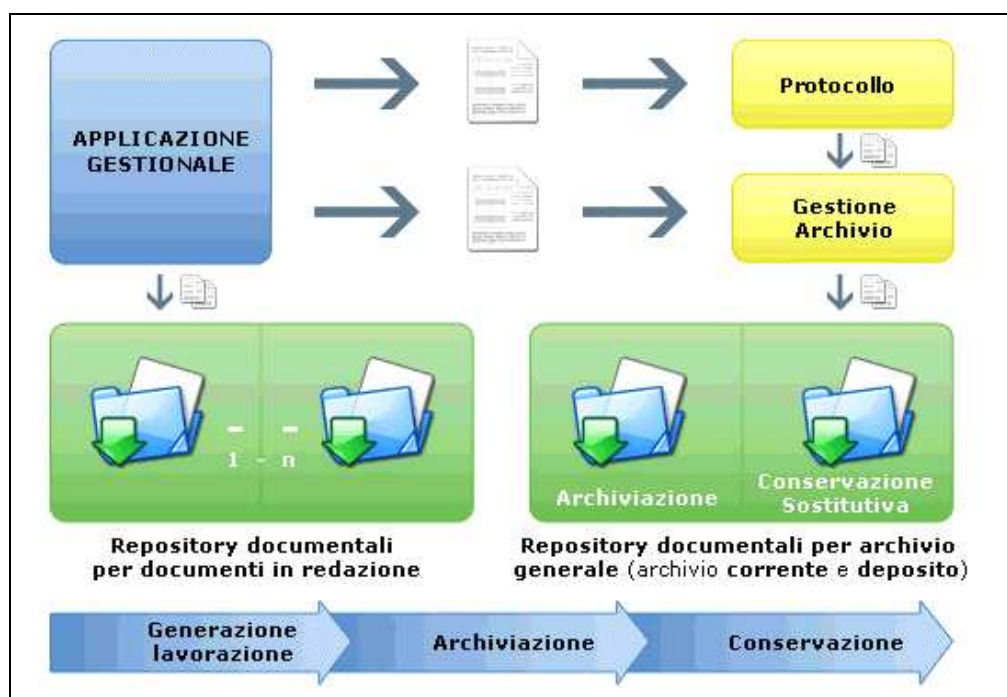 APPLICAZIONE
GESTIONALE
Protocollo
Gestione
Archivio
1 - n
Archiviazione
Conservazione
Sostitutiva
Repository documentali
per documenti in redazione
Repository documentali per archivio
generale (archivio corrente e deposito)
Generazione
lavorazione
Archiviazione
Conservazione